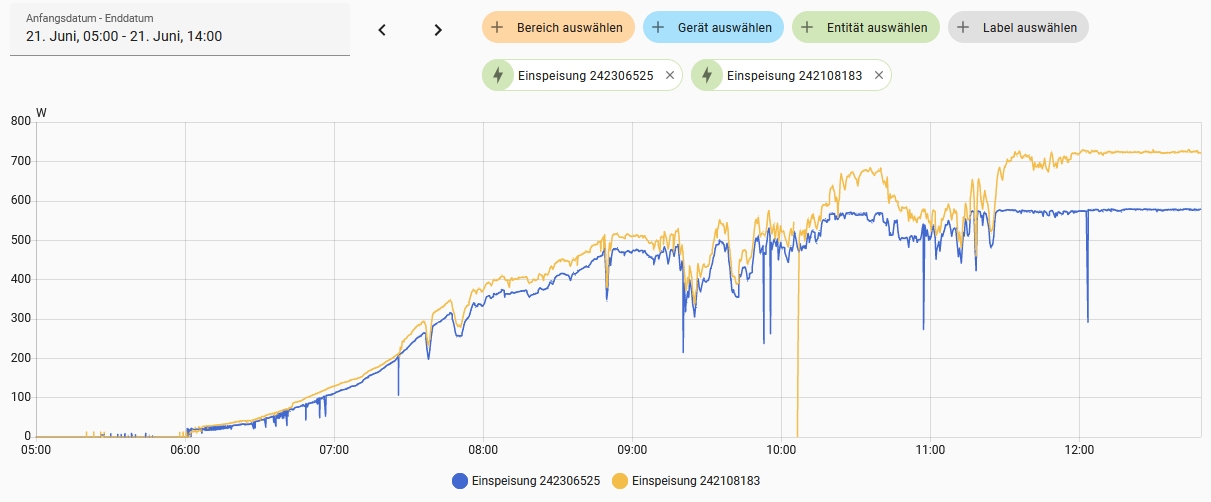 Anfangsdatum - Enddatum
21. Juni, 05:00 - 21. Juni, 14:00
Bereich auswählen
Gerät auswählen
Entität auswählen
Label auswählen
Einspeisung 242306525
Einspeisung 242108183
W
800
700
600
500
400
300
200
100
0
05:00 06:00 07:00 08:00 09:00 10:00 11:00 12:00
Einspeisung 242306525 Einspeisung 242108183